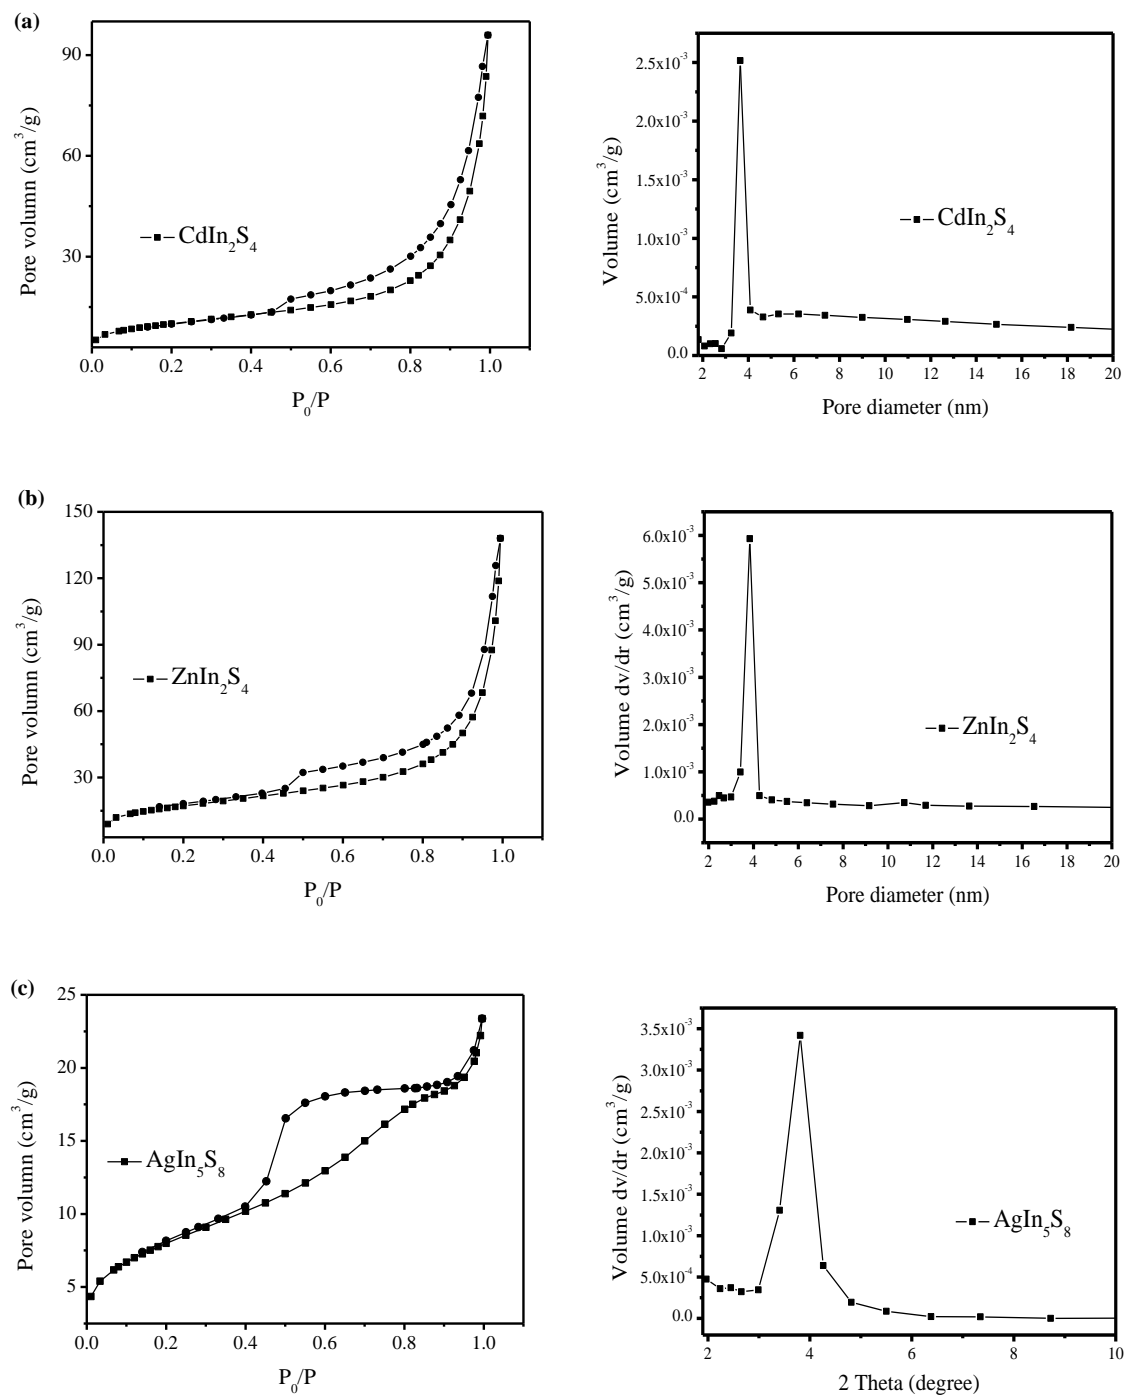 (a)
90
60
30
0.0 0.2 0.4 0.6 0.8 1.0
Pore volumn (cm³/g)
P₀/P
CdIn₂S₄
2.5x10⁻³
2.0x10⁻³
1.5x10⁻³
1.0x10⁻³
5.0x10⁻⁴
0.0
2 4 6 8 10 12 14 16 18 20
Volume (cm³/g)
Pore diameter (nm)
CdIn₂S₄
(b)
150
120
90
60
30
0.0 0.2 0.4 0.6 0.8 1.0
Pore volumn (cm³/g)
P₀/P
ZnIn₂S₄
6.0x10⁻³
5.0x10⁻³
4.0x10⁻³
3.0x10⁻³
2.0x10⁻³
1.0x10⁻³
0.0
2 4 6 8 10 12 14 16 18 20
Volume dv/dr (cm³/g)
Pore diameter (nm)
ZnIn₂S₄
(c)
25
20
15
10
5
0.0 0.2 0.4 0.6 0.8 1.0
Pore volumn (cm³/g)
P₀/P
AgIn₅S₈
3.5x10⁻³
3.0x10⁻³
2.5x10⁻³
2.0x10⁻³
1.5x10⁻³
1.0x10⁻³
5.0x10⁻⁴
0.0
2 4 6 8 10
Volume dv/dr (cm³/g)
2 Theta (degree)
AgIn₅S₈